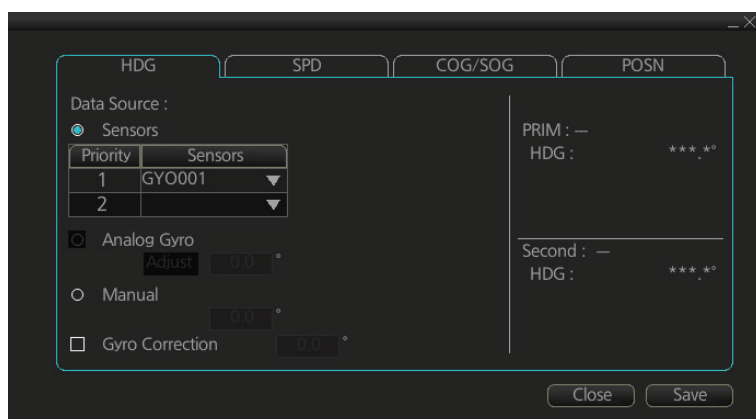 HDG SPD COG/SOG POSN
Data Source :
Sensors
Priority Sensors
1 GYO001
2
Analog Gyro
Adjust 0.0 °
Manual
0.0 °
Gyro Correction 0.0 °
PRIM : —
HDG : ***.*°
Second : —
HDG : ***.*°
Close Save